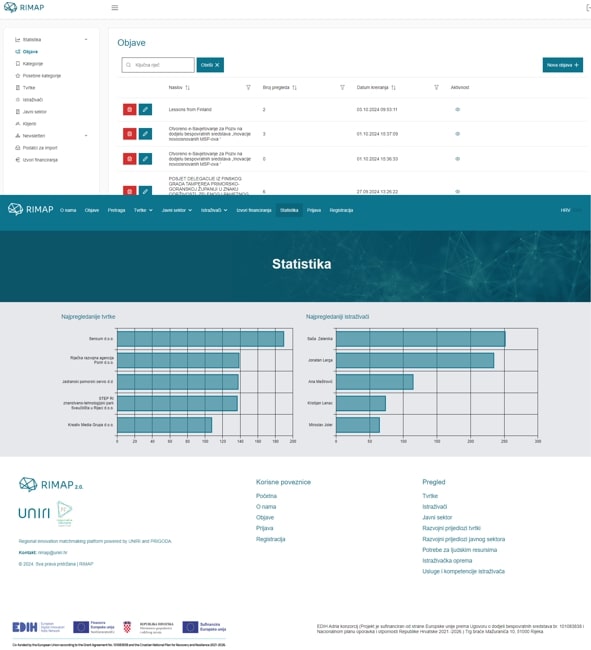 RIMAP
Statistika
Objave
Kategorije
Posebne kategorije
Tvrtke
Istraživači
Javni sektor
Klijenti
Newsletteri
Podatci za import
Izvori financiranja
Objave
Ključna riječ
Očisti
Nova objava +
Naslov
Broj pregleda
Datum kreiranja
Aktivnost
Lessons from Finland
2
03.10.2024 09:53:11
Otvoreno e-Savjetovanje za Poziv na
dodjelu bespovratnih sredstava „Inovacije
novoosnovanih MSP-ova “
3
01.10.2024 10:37:09
Otvoreno e-Savjetovanje za Poziv na
dodjelu bespovratnih sredstava „Inovacije
novoosnovanih MSP-ova “
0
01.10.2024 10:36:33
POSJET DELEGACIJE IZ FINSKOG
GRADA TAMPEREA PRIMORSKO-
GORANSKOJ ŽUPANIJI U ZNAKU
6
27.09.2024 13:26:22
RIMAP
O nama
Objave
Pretraga
Tvrtke
Javni sektor
Istraživači
Izvori financiranja
Statistika
Prijava
Registracija
HRV
Statistika
Najpregledanije tvrtke
Sensum d.o.o.
Riječka razvojna agencija
Porin d.o.o.
Jadranski pomorski servis d.d.
STEP RI
znanstveno-tehnologijski park
Sveučilišta u Rijeci d.o.o.
Kreativ Media Grupa d.o.o.
0 20 40 60 80 100 120 140 160 180 200
Najpregledaniji istraživači
Saša Zelenika
Jonatan Lerga
Ana Meštrović
Kristijan Lenac
Miroslav Joler
0 50 100 150 200 250 300
RIMAP 2.0.
UNIRI
Regional innovation matchmaking platform powered by UNIRI and PRIGODA.
Kontakt: rimap@uniri.hr
© 2024 Sva prava pridržana | RIMAP
Korisne poveznice
Početna
O nama
Objave
Prijava
Registracija
Pregled
Tvrtke
Istraživači
Javni sektor
Razvojni prijedlozi tvrtki
Razvojni prijedlozi javnog sektora
Potrebe za ljudskim resursima
Istraživačka oprema
Usluge i kompetencije istraživača
EDIH
European
Digital Innovation
Hubs Network
Financira
Europska unija
REPUBLIKA HRVATSKA
Sufinancira
Europska unija
Co-funded by the European Union according to the Grant Agreement No. 101083838 and the Croatian National Plan for Recovery and Resilience 2021-2026.
EDIH Adria konzorcij (Projekt je sufinanciran od strane Europske unije prema Ugovoru o dodjeli bespovratnih sredstava br. 101083838 i
Nacionalnom planu oporavka i otpornosti Republike Hrvatske 2021.-2026.) Trg braće Mažuranića 10, 51000 Rijeka